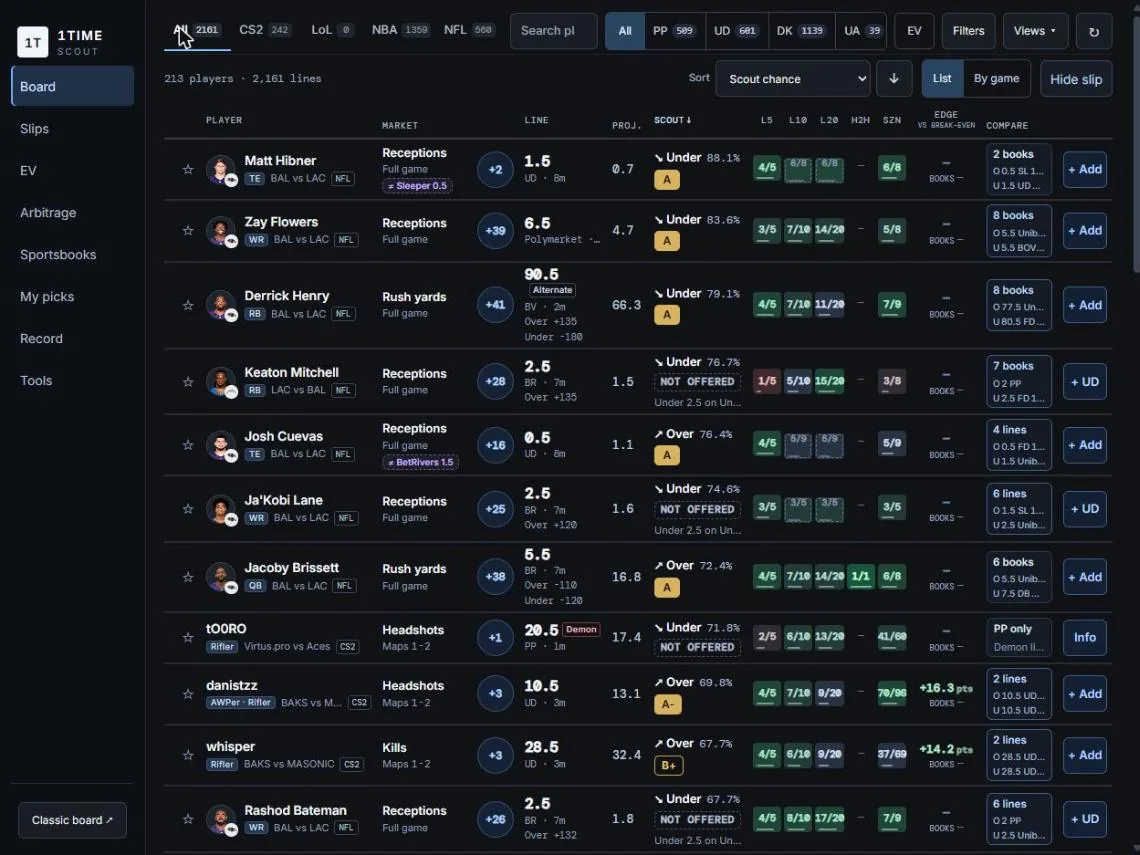 1T 1TIME
SCOUT
Board
Slips
EV
Arbitrage
Sportsbooks
My picks
Record
Tools
Classic board ↗
2161 CS2 242 LoL 0 NBA 1359 NFL 560 Search pl All PP 509 UD 601 DK 1139 UA 39 EV Filters Views ▾ ↻
213 players · 2,161 lines Sort Scout chance ↓ List By game Hide slip
PLAYER MARKET LINE PROJ. SCOUT ↓ L5 L10 L20 H2H SZN EDGE COMPARE
VS BREAK-EVEN
☆ Matt Hibner Receptions +2 1.5 0.7 ↘ Under 88.1% 4/5 6/8 6/8 — 6/8 — 2 books + Add
TE BAL vs LAC NFL Full game UD · 8m A BOOKS — O 0.5 SL 1...
≠ Sleeper 0.5 U 1.5 UD ...
☆ Zay Flowers Receptions +39 6.5 4.7 ↘ Under 83.6% 3/5 7/10 14/20 — 5/8 — 8 books + Add
WR BAL vs LAC NFL Full game Polymarket ·… A BOOKS — O 5.5 Unib...
U 5.5 BOV...
☆ Derrick Henry Rush yards +41 90.5 66.3 ↘ Under 79.1% 4/5 7/10 11/20 — 7/9 — 8 books + Add
RB BAL vs LAC NFL Full game Alternate A BOOKS — O 77.5 Un...
BV · 2m U 80.5 FD ...
Over +135
Under -180
☆ Keaton Mitchell Receptions +28 2.5 1.5 ↘ Under 76.7% 1/5 5/10 15/20 — 3/8 — 7 books + UD
RB LAC vs BAL NFL Full game BR · 7m NOT OFFERED BOOKS — O 2 PP
Over +135 Under 2.5 on Un... U 2.5 FD 1...
☆ Josh Cuevas Receptions +16 0.5 1.1 ↗ Over 76.4% 4/5 5/9 5/9 — 5/9 — 4 lines + Add
TE BAL vs LAC NFL Full game UD · 8m A BOOKS — O 0.5 FD 1...
≠ BetRivers 1.5 U 1.5 Unib...
☆ Ja'Kobi Lane Receptions +25 2.5 1.6 ↘ Under 74.6% 3/5 3/5 3/5 — 3/5 — 6 lines + UD
WR BAL vs LAC NFL Full game BR · 7m NOT OFFERED BOOKS — O 1.5 SL 1...
Over +120 Under 2.5 on Un... U 2.5 Unib...
☆ Jacoby Brissett Rush yards +38 5.5 16.8 ↗ Over 72.4% 4/5 7/10 14/20 1/1 6/8 — 6 books + Add
QB BAL vs LAC NFL Full game BR · 7m A BOOKS — O 5.5 Unib...
Over -110 U 7.5 DB ...
Under -120
☆ tO0RO Headshots +1 20.5 Demon 17.4 ↘ Under 71.8% 2/5 6/10 13/20 — 41/60 — PP only Info
Rifler Virtus.pro vs Aces CS2 Maps 1-2 PP · 1m NOT OFFERED BOOKS — Demon li...
☆ danistzz Headshots +3 10.5 13.1 ↗ Over 69.8% 4/5 7/10 9/20 — 70/96 +16.3 pts 2 lines + Add
AWPer · Rifler BAKS vs M... CS2 Maps 1-2 UD · 3m A- BOOKS — O 10.5 UD...
U 10.5 UD...
☆ whisper Kills +3 28.5 32.4 ↗ Over 67.7% 4/5 6/10 9/20 — 37/69 +14.2 pts 2 lines + Add
Rifler BAKS vs MASONIC CS2 Maps 1-2 UD · 3m B+ BOOKS — O 28.5 UD...
U 28.5 UD...
☆ Rashod Bateman Receptions +26 2.5 1.8 ↘ Under 67.7% 4/5 8/10 17/20 — 7/9 — 6 lines + UD
WR BAL vs LAC NFL Full game BR · 7m NOT OFFERED BOOKS — O 2 PP
Over +132 Under 2.5 on Un... U 2.5 Unib...